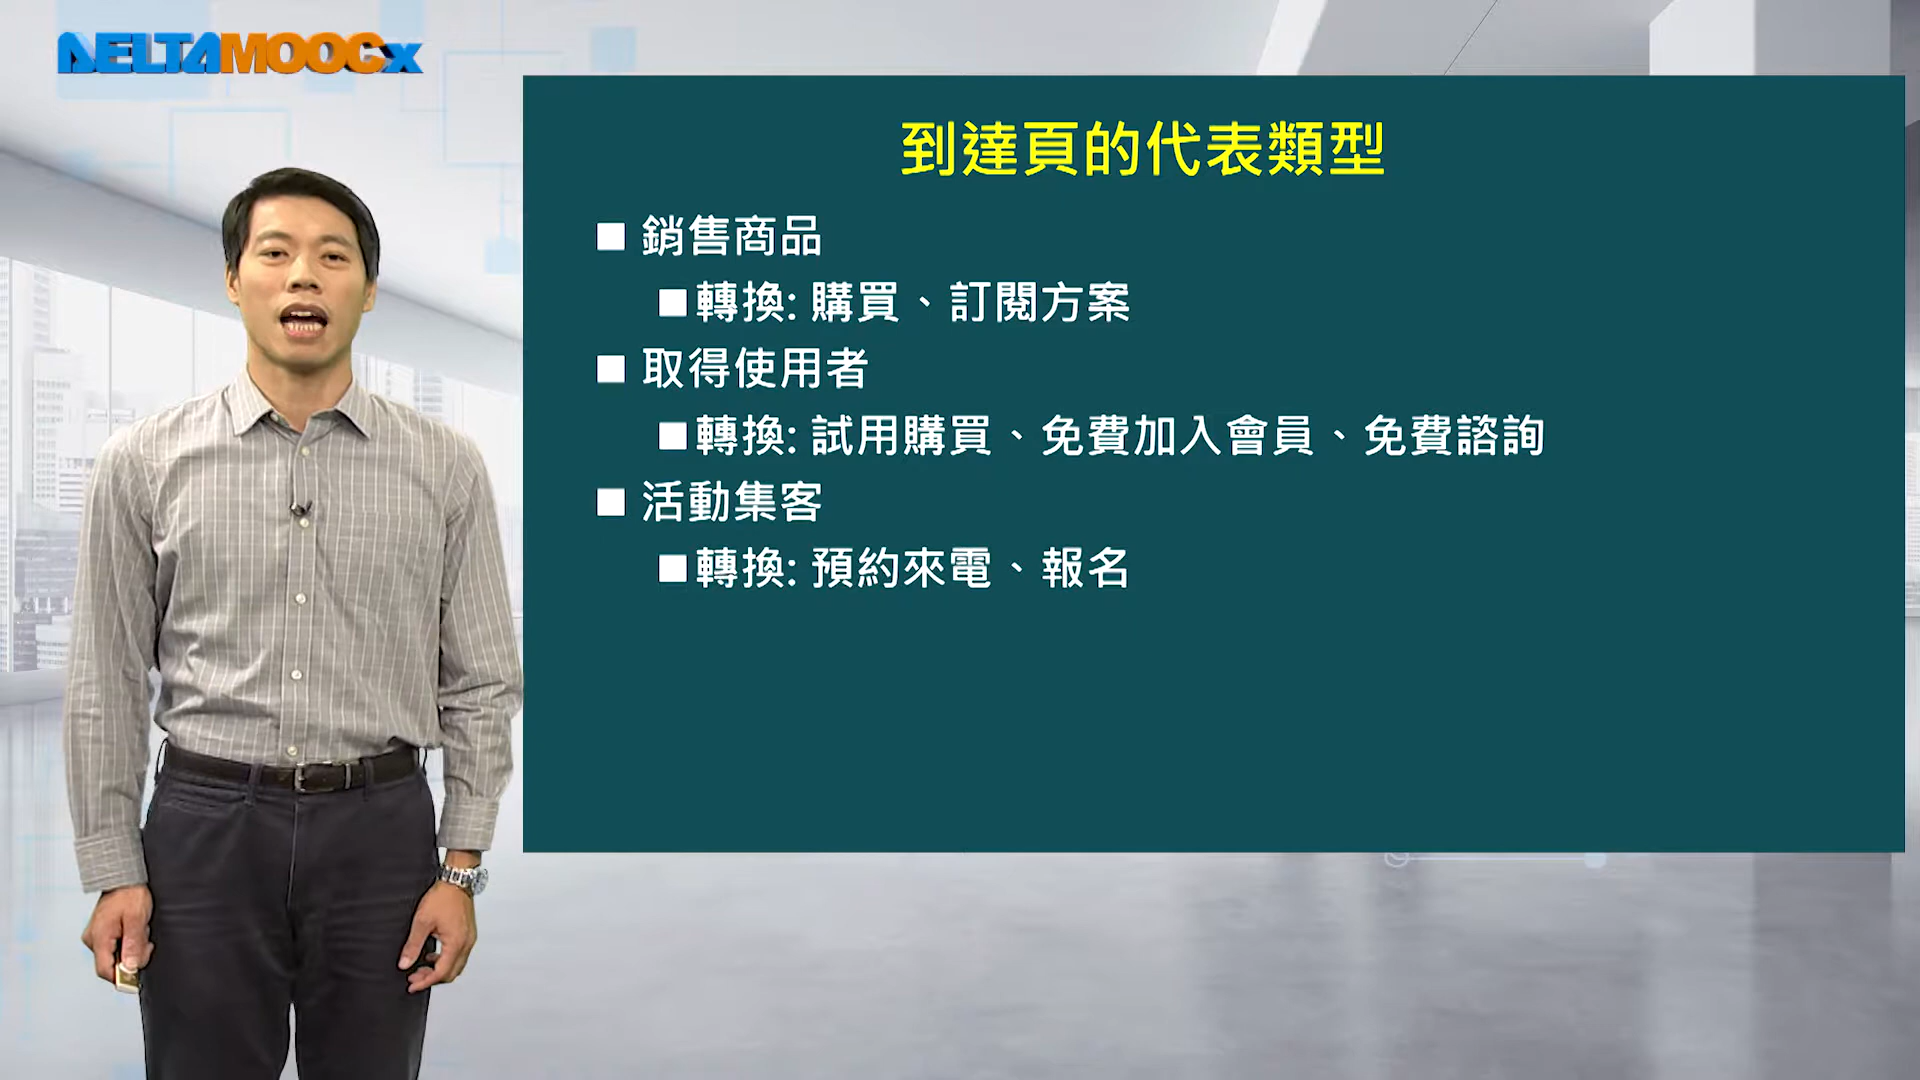 DELTAMOOCx
到達頁的代表類型
■ 銷售商品
■轉換: 購買、訂閱方案
■ 取得使用者
■轉換: 試用購買、免費加入會員、免費諮詢
■ 活動集客
■轉換: 預約來電、報名